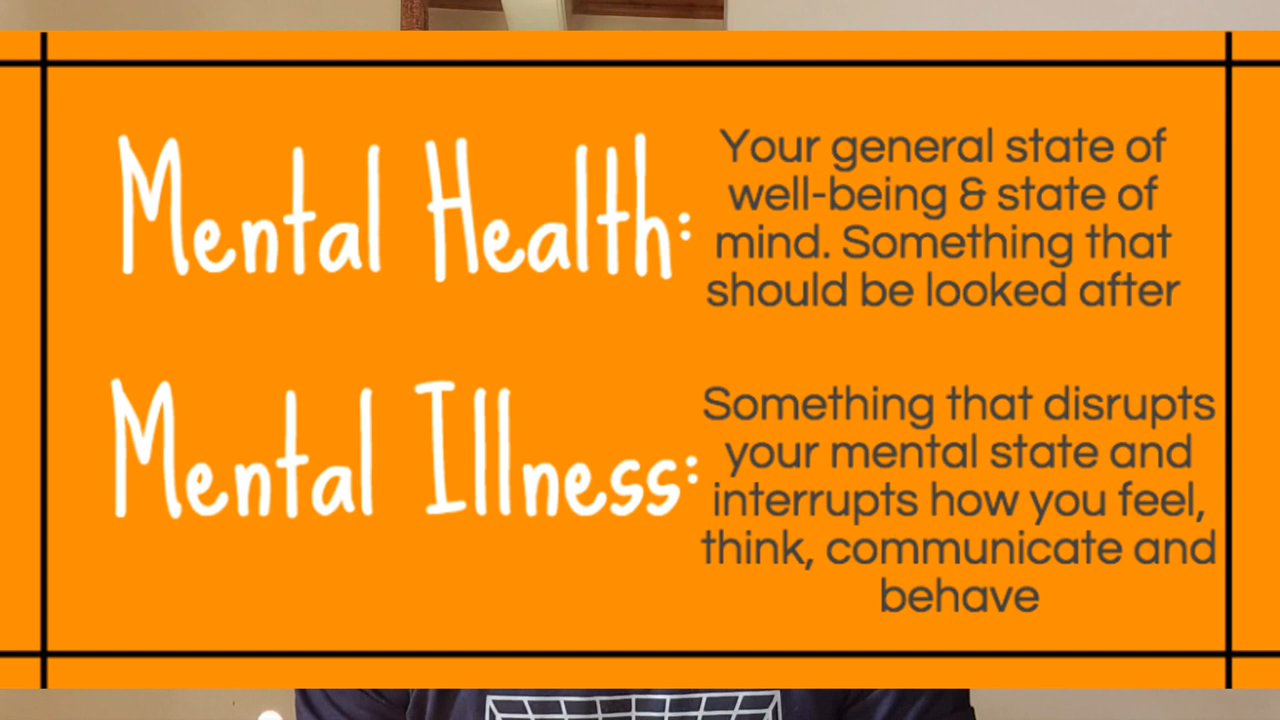 Mental Health:
Your general state of
well-being & state of
mind. Something that
should be looked after
Mental Illness:
Something that disrupts
your mental state and
interrupts how you feel,
think, communicate and
behave